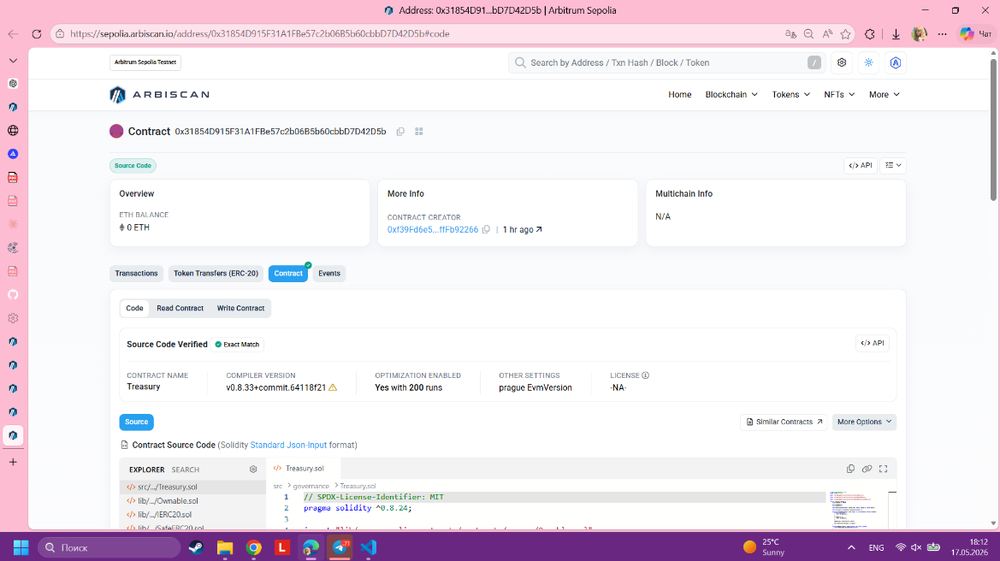 Address: 0x31854D91...bD7D42D5b | Arbitrum Sepolia
https://sepolia.arbiscan.io/address/0x31854D915F31A1FBe57c2b06B5b60cbbD7D42D5b#code
Чат
Arbitrum Sepolia Testnet
Search by Address / Txn Hash / Block / Token
/
ARBISCAN
Home
Blockchain
Tokens
NFTs
More
Contract 0x31854D915F31A1FBe57c2b06B5b60cbbD7D42D5b
Source Code
</> API
Overview
ETH BALANCE
0 ETH
More Info
CONTRACT CREATOR
0xf39Fd6e5...ffFb92266 | 1 hr ago
Multichain Info
N/A
Transactions
Token Transfers (ERC-20)
Contract
Events
Code
Read Contract
Write Contract
Source Code Verified
Exact Match
</> API
CONTRACT NAME
Treasury
COMPILER VERSION
v0.8.33+commit.64118f21
OPTIMIZATION ENABLED
Yes with 200 runs
OTHER SETTINGS
prague EvmVersion
LICENSE
-NA-
Source
Similar Contracts
More Options
Contract Source Code (Solidity Standard Json-Input format)
EXPLORER
SEARCH
</> Treasury.sol
</> src/.../Treasury.sol
</> lib/.../Ownable.sol
</> lib/.../IERC20.sol
</> lib/.../SafeERC20.sol
src > governance > Treasury.sol
1 // SPDX-License-Identifier: MIT
2 pragma solidity ^0.8.24;
3
Поиск
L
25°C
Sunny
ENG
18:12
17.05.2026